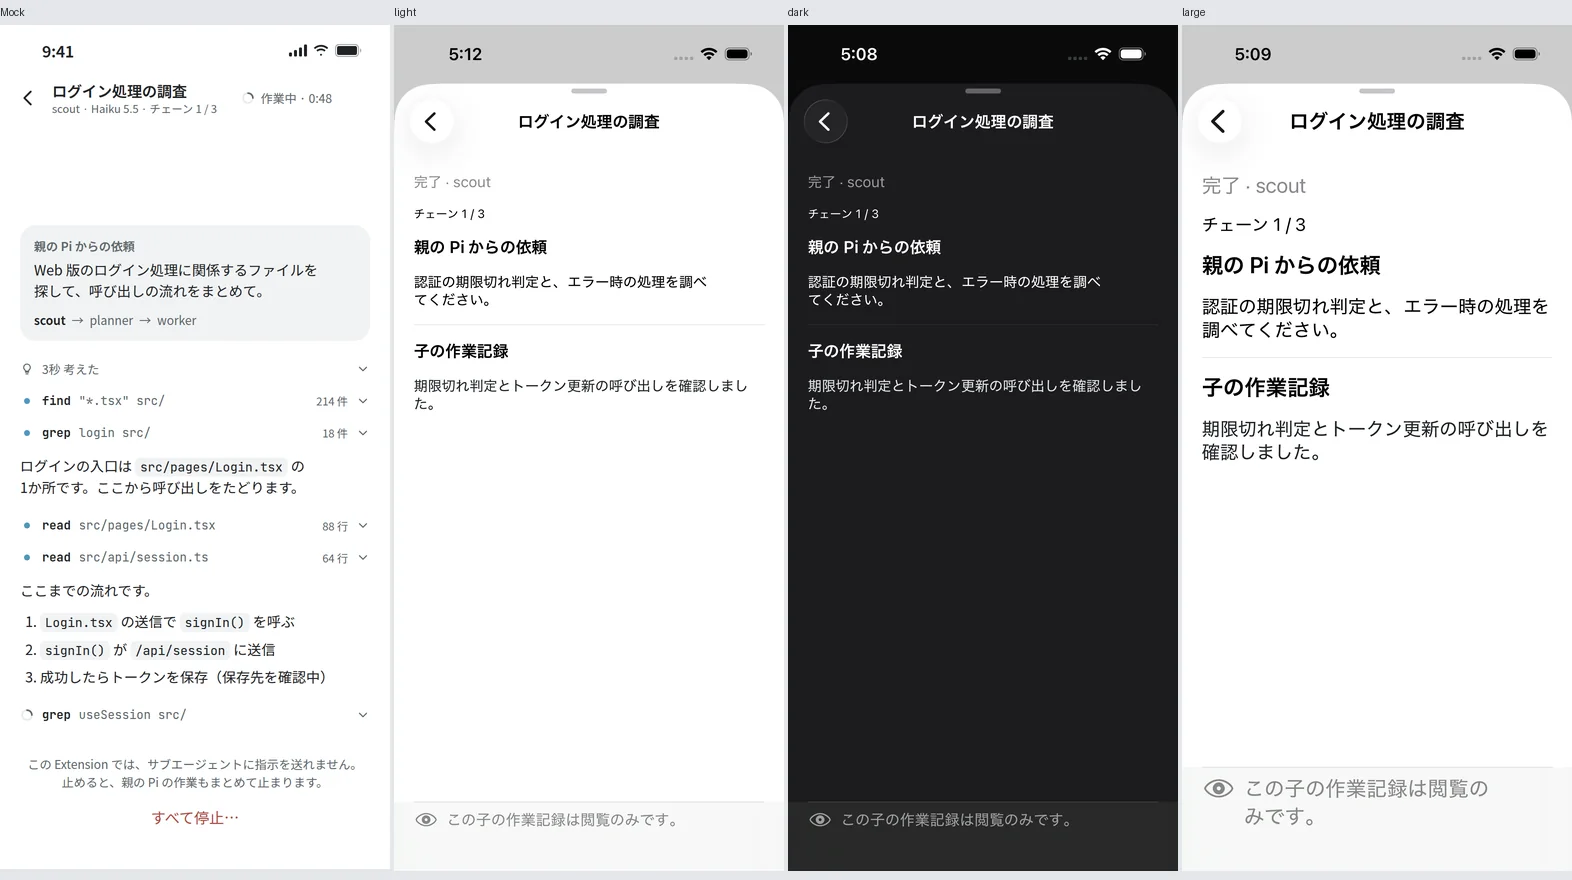 Mock
9:41
ログイン処理の調査
scout · Haiku 5.5 · チェーン 1 / 3
作業中 · 0:48
親の Pi からの依頼
Web 版のログイン処理に関係するファイルを
探して、呼び出しの流れをまとめて。
scout → planner → worker
3秒 考えた
find "*.tsx" src/ 214 件
grep login src/ 18 件
ログインの入口は src/pages/Login.tsx の
1か所です。ここから呼び出しをたどります。
read src/pages/Login.tsx 88 行
read src/api/session.ts 64 行
ここまでの流れです。
1. Login.tsx の送信で signIn() を呼ぶ
2. signIn() が /api/session に送信
3. 成功したらトークンを保存（保存先を確認中）
grep useSession src/
この Extension では、サブエージェントに指示を送れません。
止めると、親の Pi の作業もまとめて止まります。
すべて停止…
light
5:12
ログイン処理の調査
完了 · scout
チェーン 1 / 3
親の Pi からの依頼
認証の期限切れ判定と、エラー時の処理を調べ
てください。
子の作業記録
期限切れ判定とトークン更新の呼び出しを確認しまし
た。
この子の作業記録は閲覧のみです。
dark
5:08
ログイン処理の調査
完了 · scout
チェーン 1 / 3
親の Pi からの依頼
認証の期限切れ判定と、エラー時の処理を調べ
てください。
子の作業記録
期限切れ判定とトークン更新の呼び出しを確認しまし
た。
この子の作業記録は閲覧のみです。
large
5:09
ログイン処理の調査
完了 · scout
チェーン 1 / 3
親の Pi からの依頼
認証の期限切れ判定と、エラー時の処理を
調べてください。
子の作業記録
期限切れ判定とトークン更新の呼び出しを
確認しました。
この子の作業記録は閲覧の
みです。